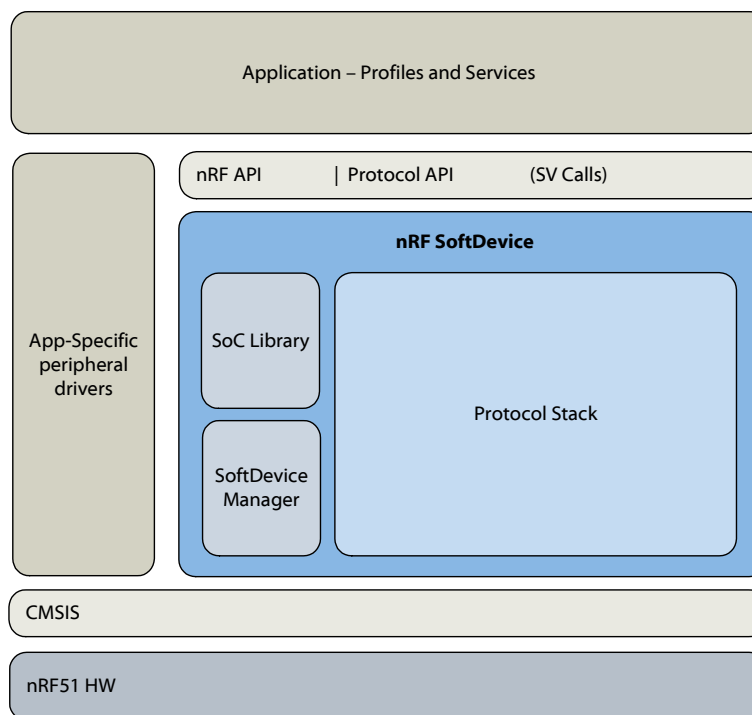 Application – Profiles and Services
nRF API | Protocol API (SV Calls)
nRF SoftDevice
App-Specific
peripheral
drivers
SoC Library
Protocol Stack
SoftDevice
Manager
CMSIS
nRF51 HW